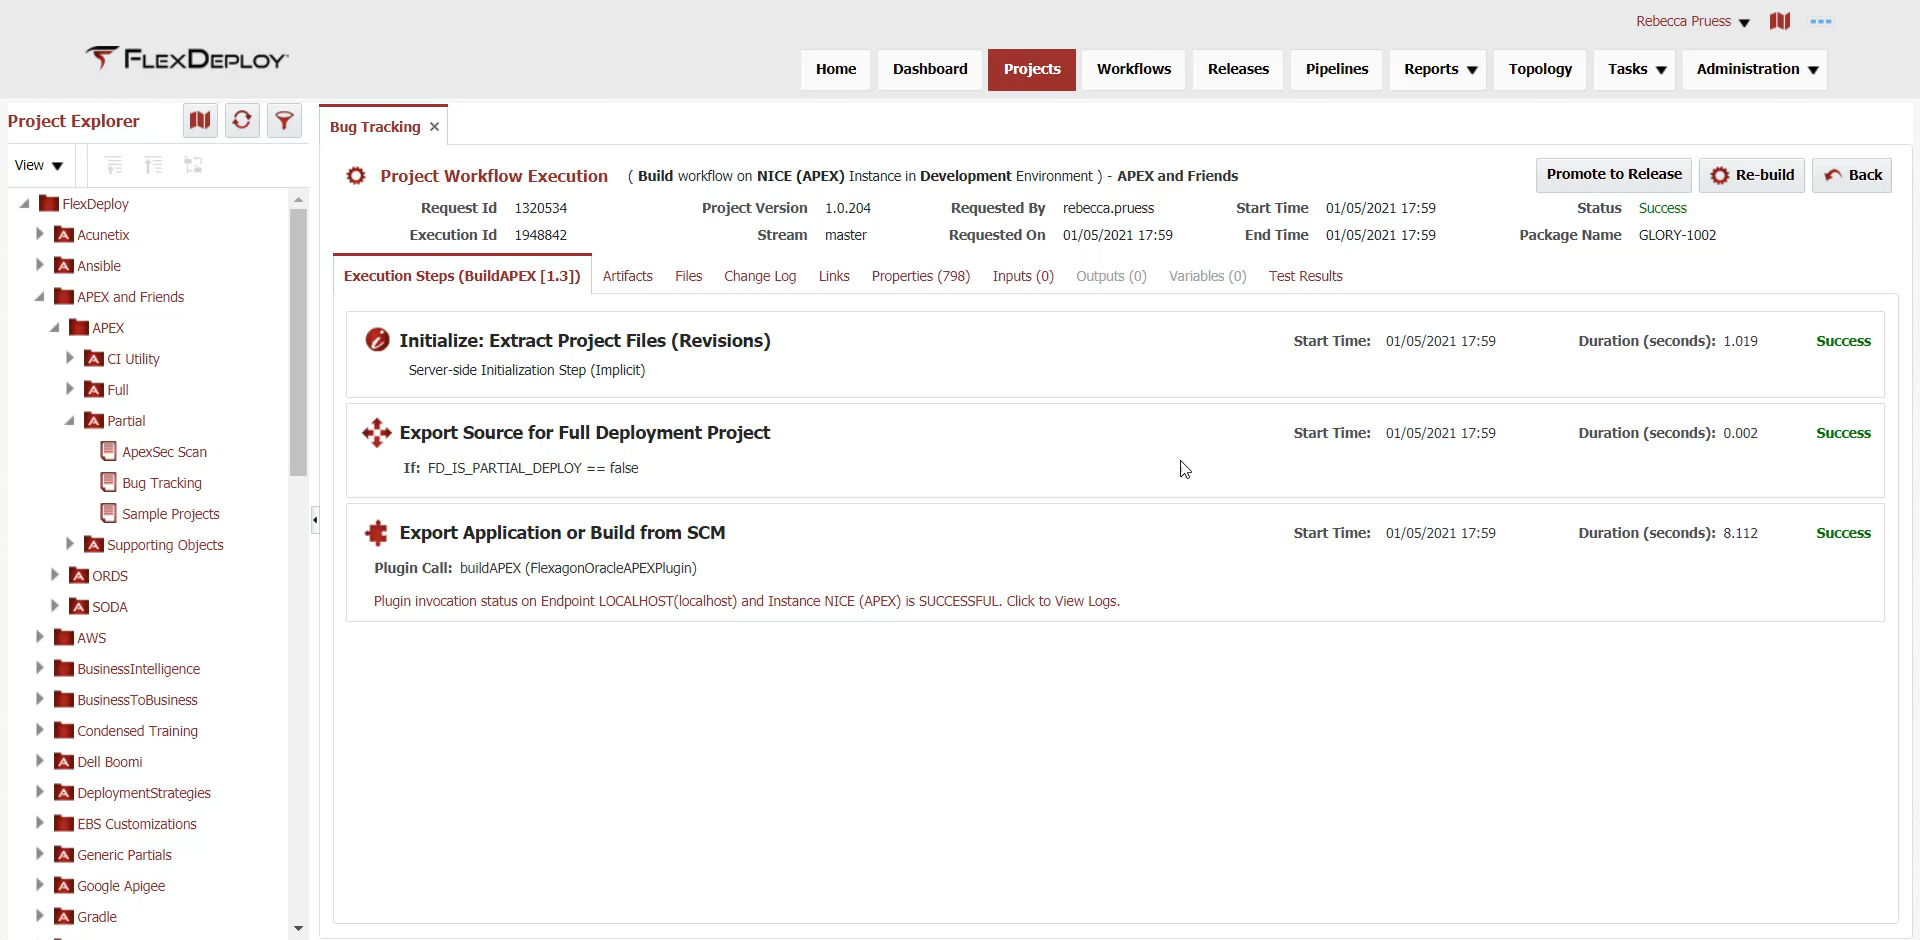 Rebecca Pruess
FLEXDEPLOY
Home Dashboard Projects Workflows Releases Pipelines Reports Topology Tasks Administration
Project Explorer
View
FlexDeploy
Acunetix
Ansible
APEX and Friends
APEX
CI Utility
Full
Partial
ApexSec Scan
Bug Tracking
Sample Projects
Supporting Objects
ORDS
SODA
AWS
BusinessIntelligence
BusinessToBusiness
Condensed Training
Dell Boomi
DeploymentStrategies
EBS Customizations
Generic Partials
Google Apigee
Gradle
Bug Tracking
Project Workflow Execution ( Build workflow on NICE (APEX) Instance in Development Environment ) - APEX and Friends
Promote to Release Re-build Back
Request Id 1320534 Project Version 1.0.204 Requested By rebecca.pruess Start Time 01/05/2021 17:59 Status Success
Execution Id 1948842 Stream master Requested On 01/05/2021 17:59 End Time 01/05/2021 17:59 Package Name GLORY-1002
Execution Steps (BuildAPEX [1.3]) Artifacts Files Change Log Links Properties (798) Inputs (0) Outputs (0) Variables (0) Test Results
Initialize: Extract Project Files (Revisions) Start Time: 01/05/2021 17:59 Duration (seconds): 1.019 Success
Server-side Initialization Step (Implicit)
Export Source for Full Deployment Project Start Time: 01/05/2021 17:59 Duration (seconds): 0.002 Success
If: FD_IS_PARTIAL_DEPLOY == false
Export Application or Build from SCM Start Time: 01/05/2021 17:59 Duration (seconds): 8.112 Success
Plugin Call: buildAPEX (FlexagonOracleAPEXPlugin)
Plugin invocation status on Endpoint LOCALHOST(localhost) and Instance NICE (APEX) is SUCCESSFUL. Click to View Logs.